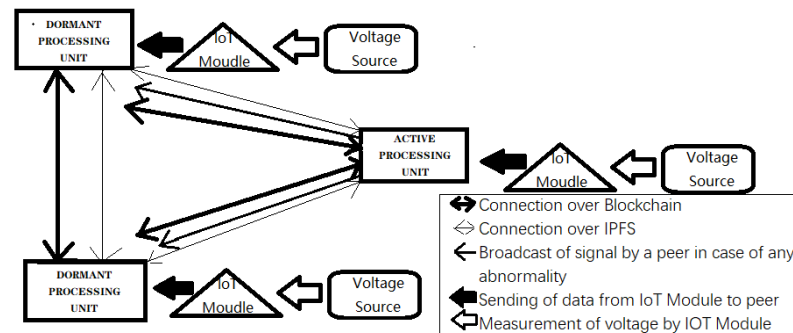 DORMANT
PROCESSING
UNIT
IoT
Moudle
Voltage
Source
ACTIVE
PROCESSING
UNIT
IoT
Moudle
Voltage
Source
DORMANT
PROCESSING
UNIT
IoT
Moudle
Voltage
Source
Connection over Blockchain
Connection over IPFS
Broadcast of signal by a peer in case of any
abnormality
Sending of data from IoT Module to peer
Measurement of voltage by IOT Module